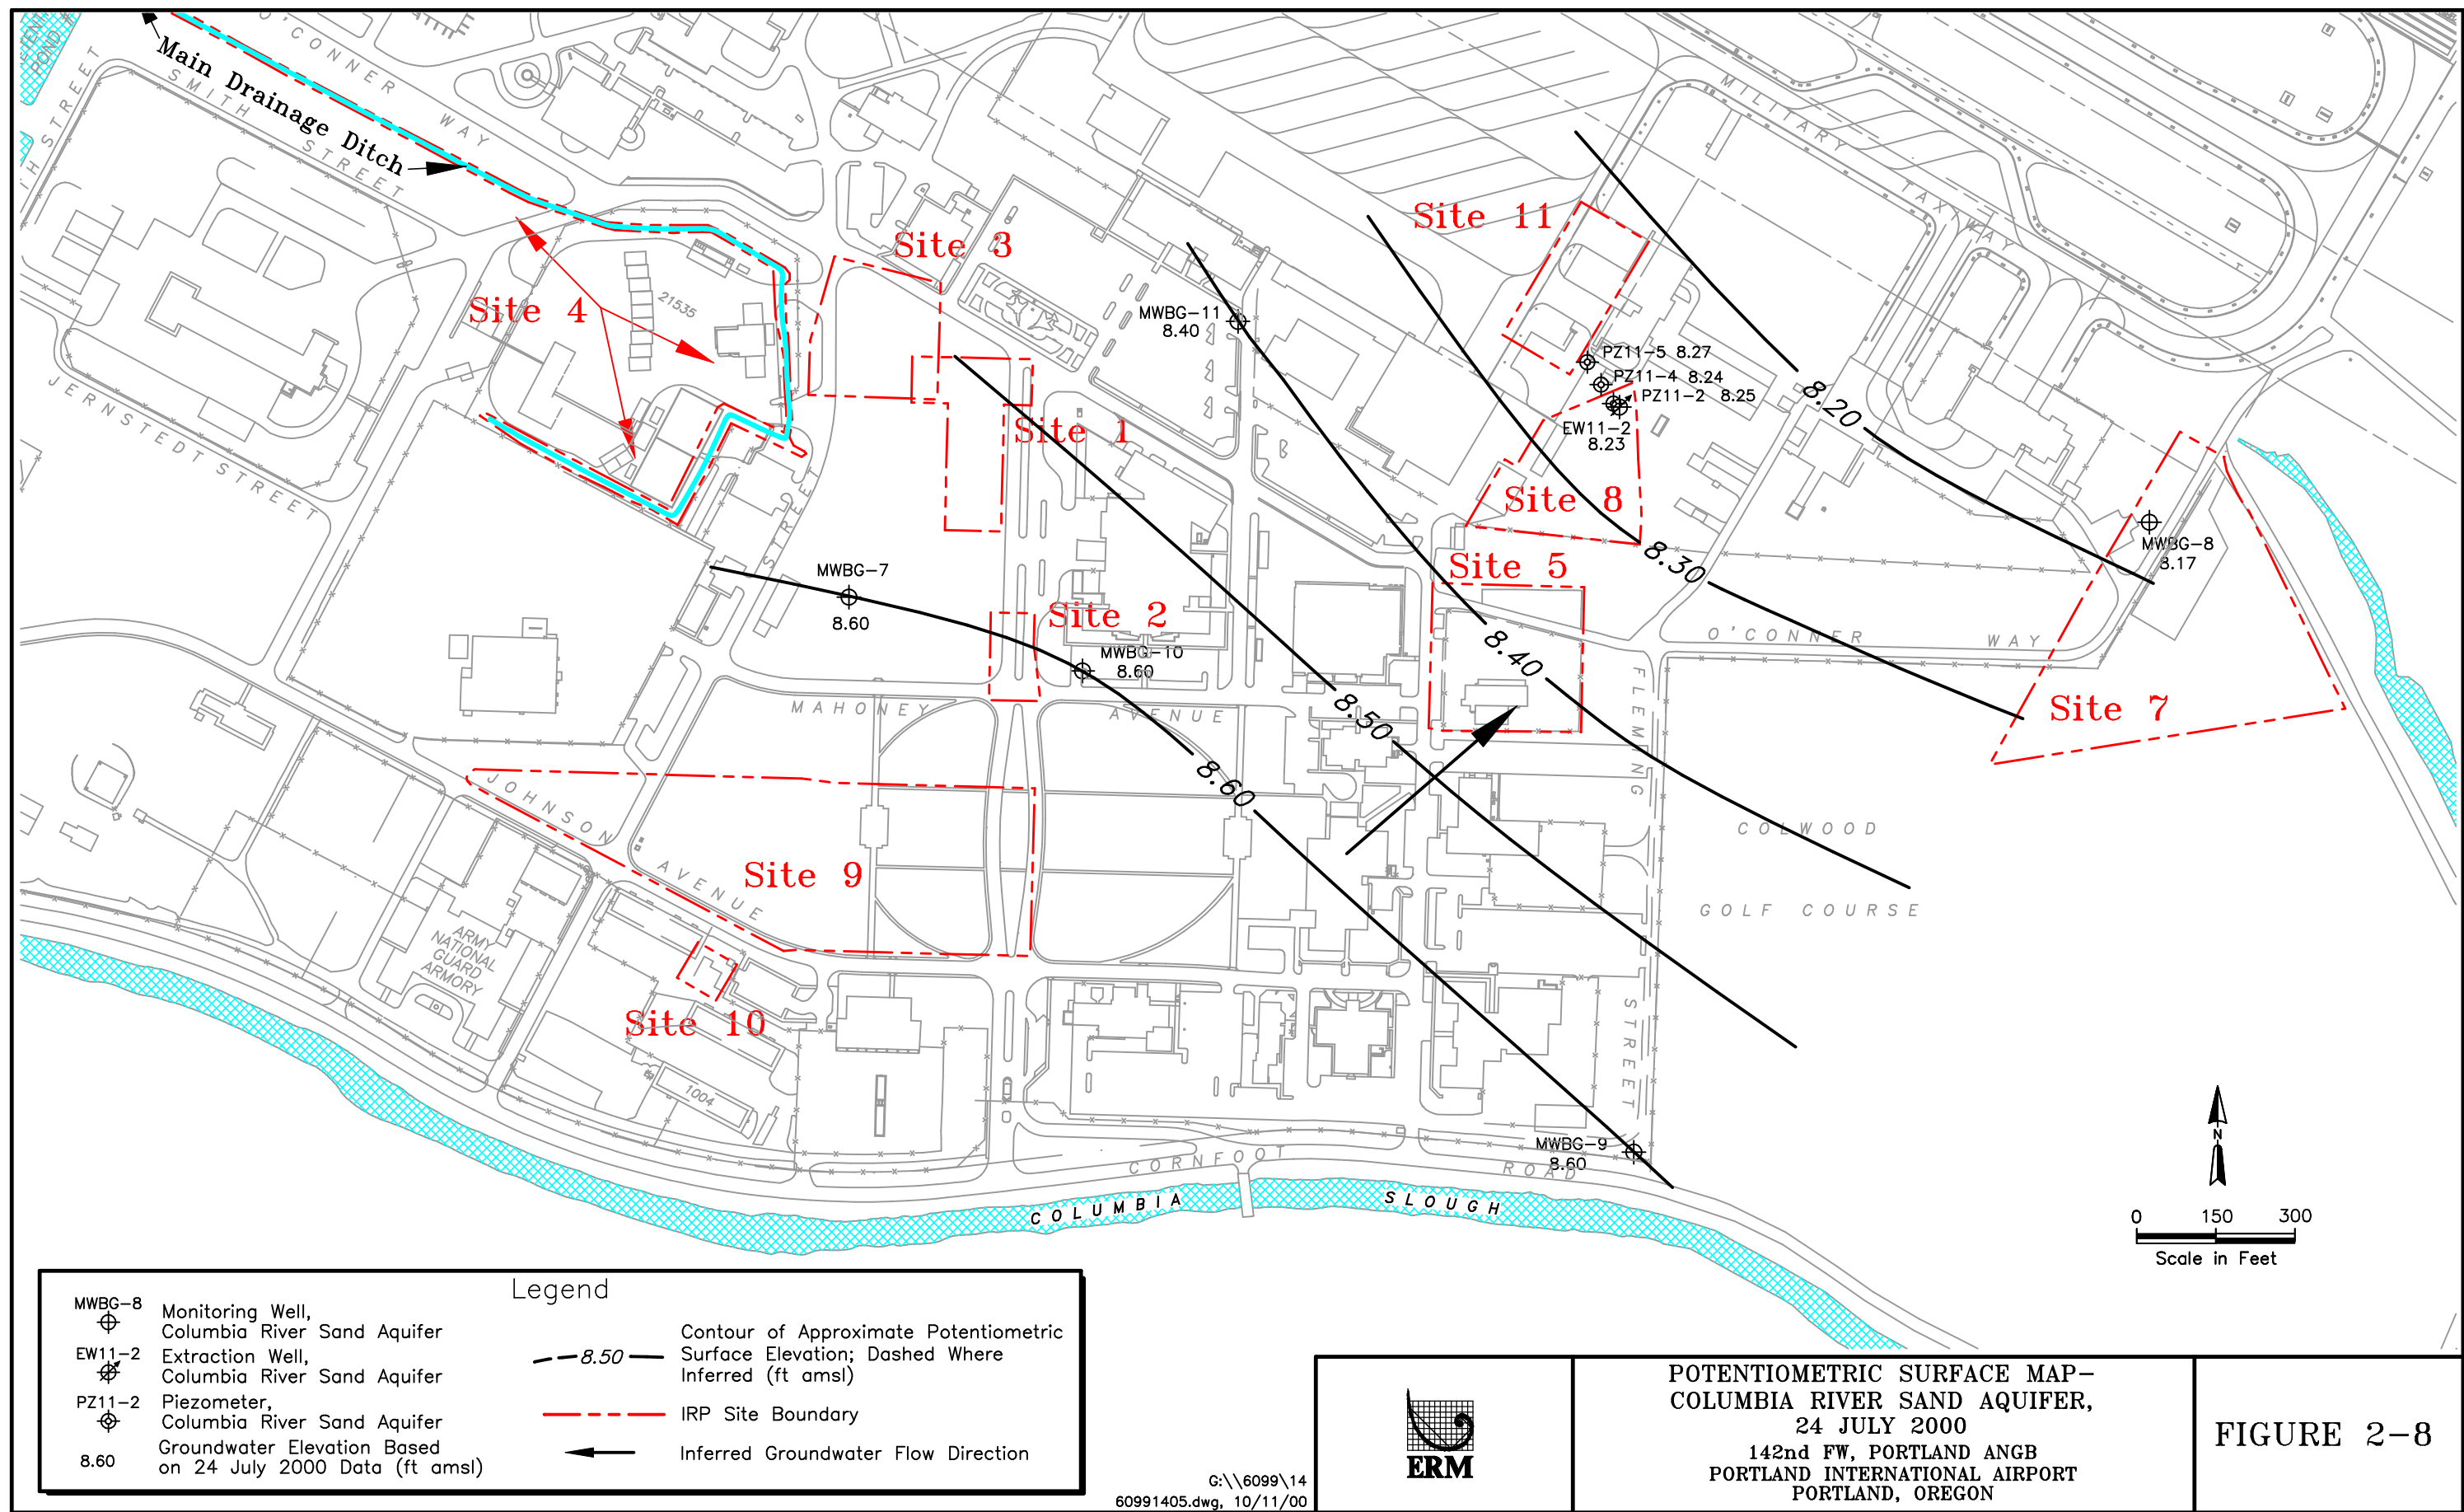 O'CONNER WAY
POND
TH STREET
SMITH STREET
Main Drainage Ditch
MILITARY TAXIWAY
Site 11
Site 3
Site 4
21535
MWBG-11
8.40
PZ11-5 8.27
PZ11-4 8.24
PZ11-2 8.25
EW11-2
8.23
8.20
JERNSTEDT STREET
Site 1
Site 8
STREET
MWBG-8
8.17
8.30
Site 5
MWBG-7
8.60
Site 2
MWBG-10
8.60
O'CONNER WAY
8.40
FLEMING STREET
Site 7
MAHONEY AVENUE
8.50
8.60
JOHNSON AVENUE
COLWOOD
GOLF COURSE
Site 9
ARMY
NATIONAL
GUARD
ARMORY
Site 10
1004
MWBG-9
8.60
CORNFOOT ROAD
COLUMBIA SLOUGH
N
0 150 300
Scale in Feet
Legend
MWBG-8
Monitoring Well,
Columbia River Sand Aquifer
EW11-2
Extraction Well,
Columbia River Sand Aquifer
PZ11-2
Piezometer,
Columbia River Sand Aquifer
8.60
Groundwater Elevation Based
on 24 July 2000 Data (ft amsl)
8.50
Contour of Approximate Potentiometric
Surface Elevation; Dashed Where
Inferred (ft amsl)
IRP Site Boundary
Inferred Groundwater Flow Direction
G:\\6099\14
60991405.dwg, 10/11/00
ERM
POTENTIOMETRIC SURFACE MAP-
COLUMBIA RIVER SAND AQUIFER,
24 JULY 2000
142nd FW, PORTLAND ANGB
PORTLAND INTERNATIONAL AIRPORT
PORTLAND, OREGON
FIGURE 2-8